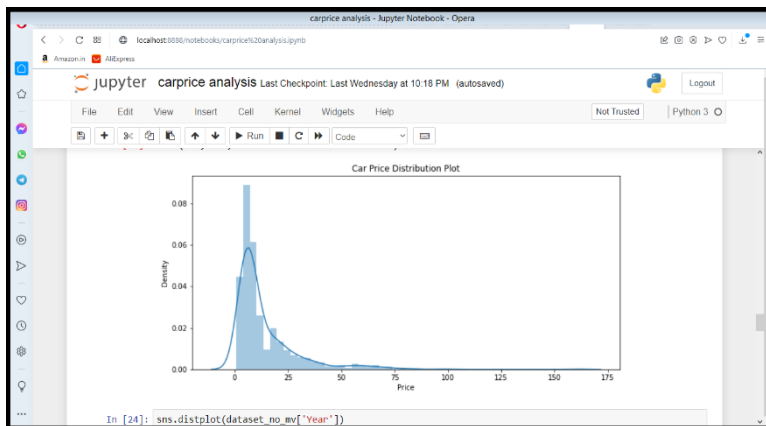 carprice analysis - Jupyter Notebook - Opera
localhost:8888/notebooks/carprice%20analysis.ipynb
Amazon.in AliExpress
jupyter carprice analysis Last Checkpoint: Last Wednesday at 10:18 PM (autosaved)
Logout
File Edit View Insert Cell Kernel Widgets Help
Not Trusted Python 3
Run Code
Car Price Distribution Plot
0.08
0.06
0.04
0.02
0.00
Density
0 25 50 75 100 125 150 175
Price
In [24]: sns.distplot(dataset_no_mv['Year'])